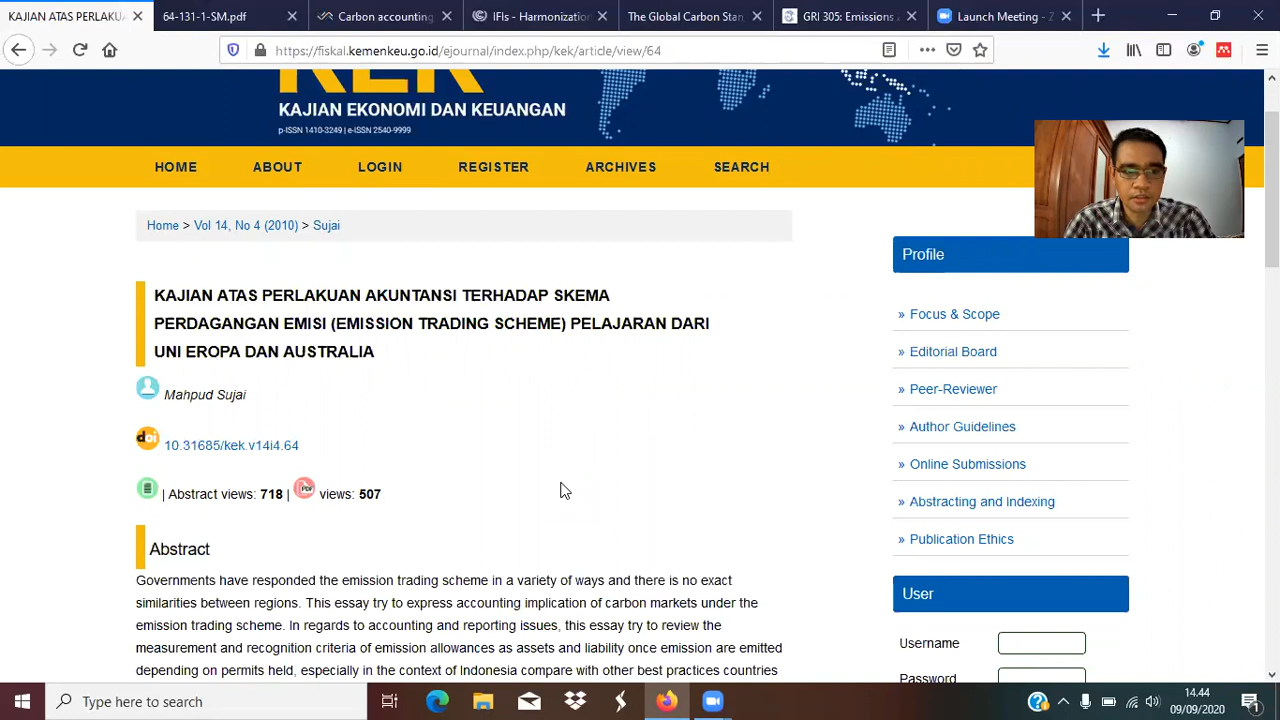 KAJIAN ATAS PERLAKU
64-131-1-SM.pdf
Carbon accounting
IFIs - Harmonization
The Global Carbon Stan
GRI 305: Emissions
Launch Meeting - Z
https://fiskal.kemenkeu.go.id/ejournal/index.php/kek/article/view/64
KEK
KAJIAN EKONOMI DAN KEUANGAN
p-ISSN 1410-3249 | e-ISSN 2540-9999
HOME ABOUT LOGIN REGISTER ARCHIVES SEARCH
Home > Vol 14, No 4 (2010) > Sujai
KAJIAN ATAS PERLAKUAN AKUNTANSI TERHADAP SKEMA
PERDAGANGAN EMISI (EMISSION TRADING SCHEME) PELAJARAN DARI
UNI EROPA DAN AUSTRALIA
Mahpud Sujai
doi 10.31685/kek.v14i4.64
| Abstract views: 718 | PDF views: 507
Abstract
Governments have responded the emission trading scheme in a variety of ways and there is no exact
similarities between regions. This essay try to express accounting implication of carbon markets under the
emission trading scheme. In regards to accounting and reporting issues, this essay try to review the
measurement and recognition criteria of emission allowances as assets and liability once emission are emitted
depending on permits held, especially in the context of Indonesia compare with other best practices countries
Profile
» Focus & Scope
» Editorial Board
» Peer-Reviewer
» Author Guidelines
» Online Submissions
» Abstracting and Indexing
» Publication Ethics
User
Username
Password
Type here to search
14.44
09/09/2020
1